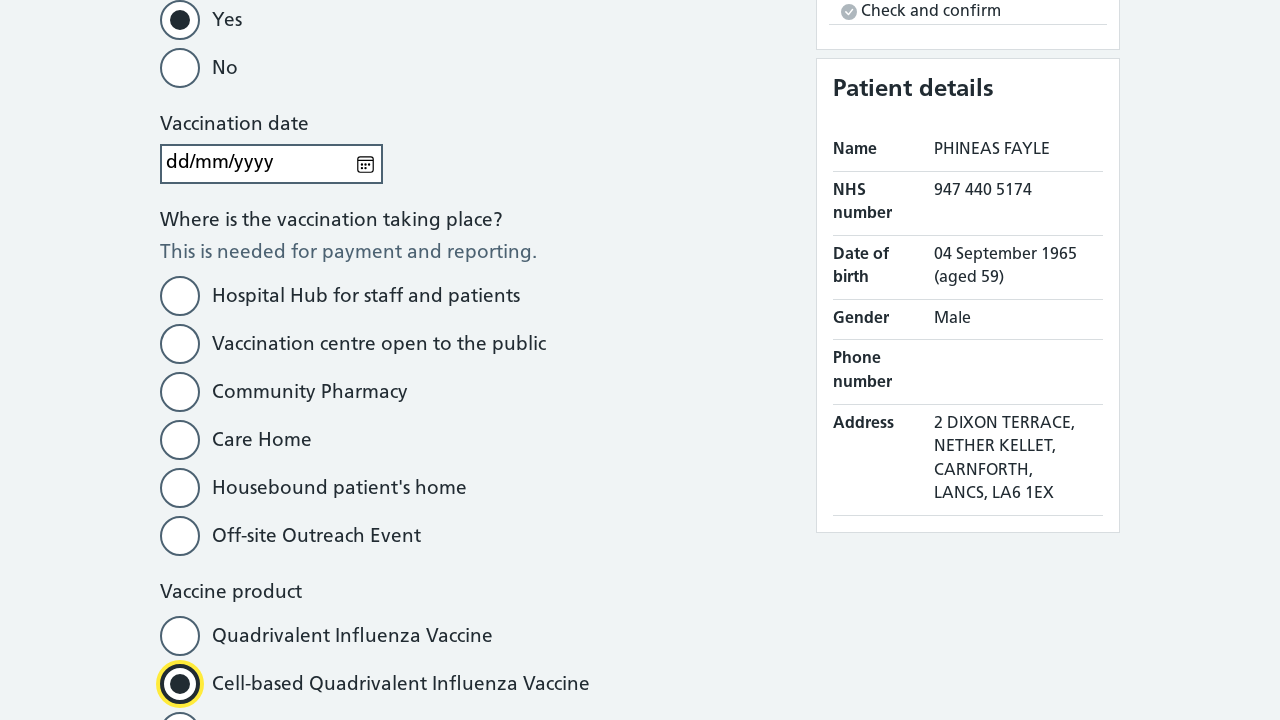 Yes
No
Vaccination date
dd/mm/yyyy
Where is the vaccination taking place?
This is needed for payment and reporting.
Hospital Hub for staff and patients
Vaccination centre open to the public
Community Pharmacy
Care Home
Housebound patient's home
Off-site Outreach Event
Vaccine product
Quadrivalent Influenza Vaccine
Cell-based Quadrivalent Influenza Vaccine
Check and confirm
Patient details
Name PHINEAS FAYLE
NHS number 947 440 5174
Date of birth 04 September 1965
(aged 59)
Gender Male
Phone
number
Address 2 DIXON TERRACE,
NETHER KELLET,
CARNFORTH,
LANCS, LA6 1EX